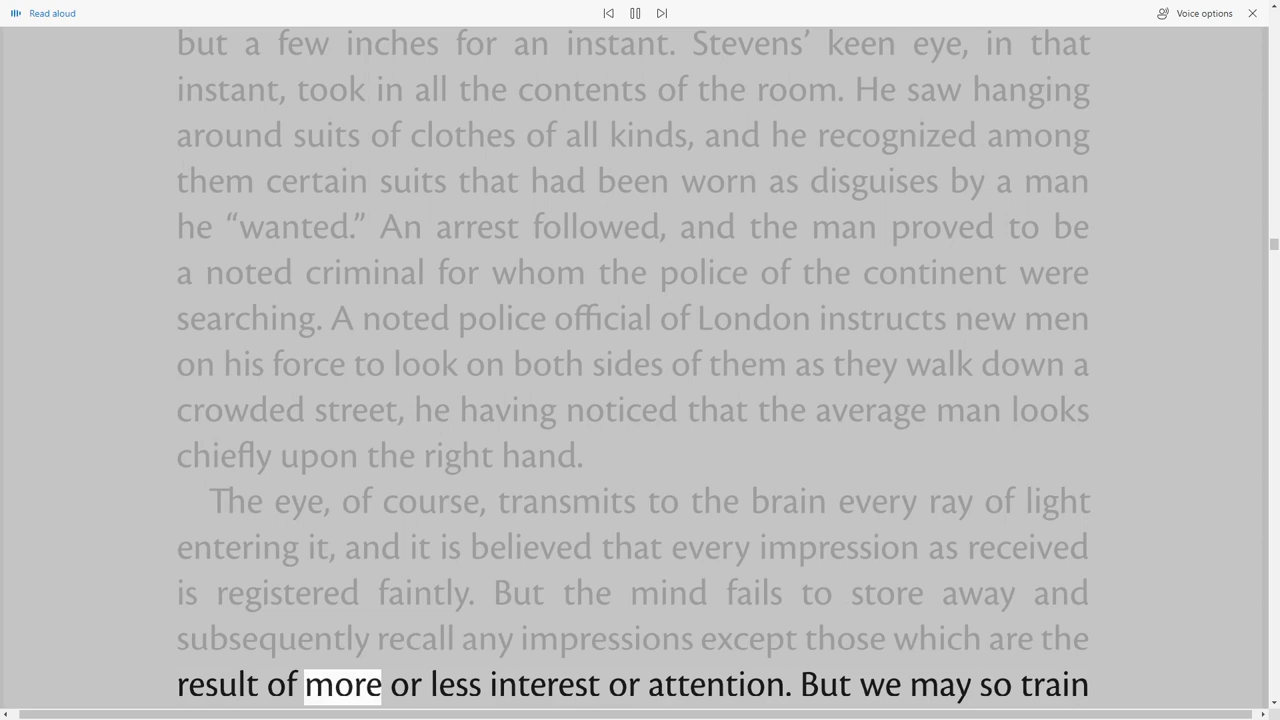 Read aloud
Voice options
but a few inches for an instant. Stevens’ keen eye, in that
instant, took in all the contents of the room. He saw hanging
around suits of clothes of all kinds, and he recognized among
them certain suits that had been worn as disguises by a man
he “wanted.” An arrest followed, and the man proved to be
a noted criminal for whom the police of the continent were
searching. A noted police official of London instructs new men
on his force to look on both sides of them as they walk down a
crowded street, he having noticed that the average man looks
chiefly upon the right hand.
The eye, of course, transmits to the brain every ray of light
entering it, and it is believed that every impression as received
is registered faintly. But the mind fails to store away and
subsequently recall any impressions except those which are the
result of more or less interest or attention. But we may so train